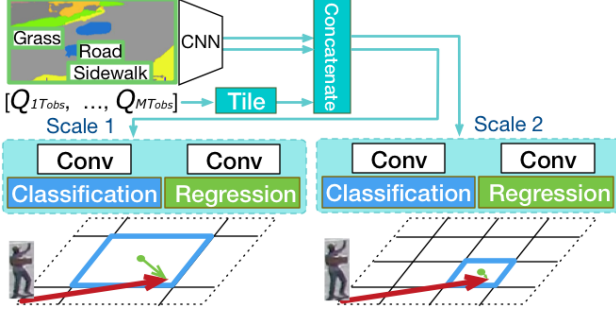 Grass
Road
Sidewalk
CNN
Concatenate
[Q1Tobs, ..., QMTobs]
Tile
Scale 1
Scale 2
Conv Conv
Classification Regression
Conv Conv
Classification Regression